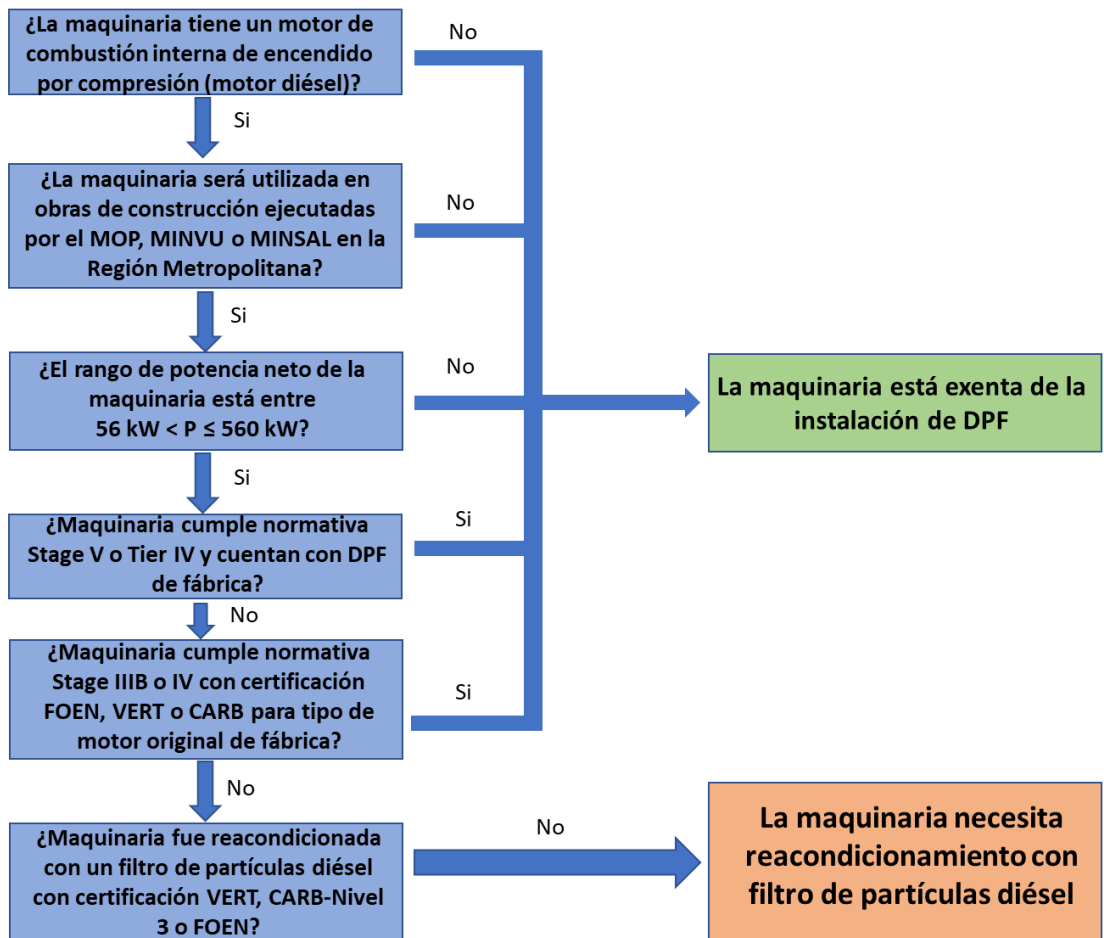 ¿La maquinaria tiene un motor de
combustión interna de encendido
por compresión (motor diésel)?
No
Si
¿La maquinaria será utilizada en
obras de construcción ejecutadas
por el MOP, MINVU o MINSAL en la
Región Metropolitana?
No
Si
¿El rango de potencia neto de la
maquinaria está entre
56 kW < P ≤ 560 kW?
No
La maquinaria está exenta de la
instalación de DPF
Si
¿Maquinaria cumple normativa
Stage V o Tier IV y cuentan con DPF
de fábrica?
Si
No
¿Maquinaria cumple normativa
Stage IIIB o IV con certificación
FOEN, VERT o CARB para tipo de
motor original de fábrica?
Si
No
¿Maquinaria fue reacondicionada
con un filtro de partículas diésel
con certificación VERT, CARB-Nivel
3 o FOEN?
No
La maquinaria necesita
reacondicionamiento con
filtro de partículas diésel